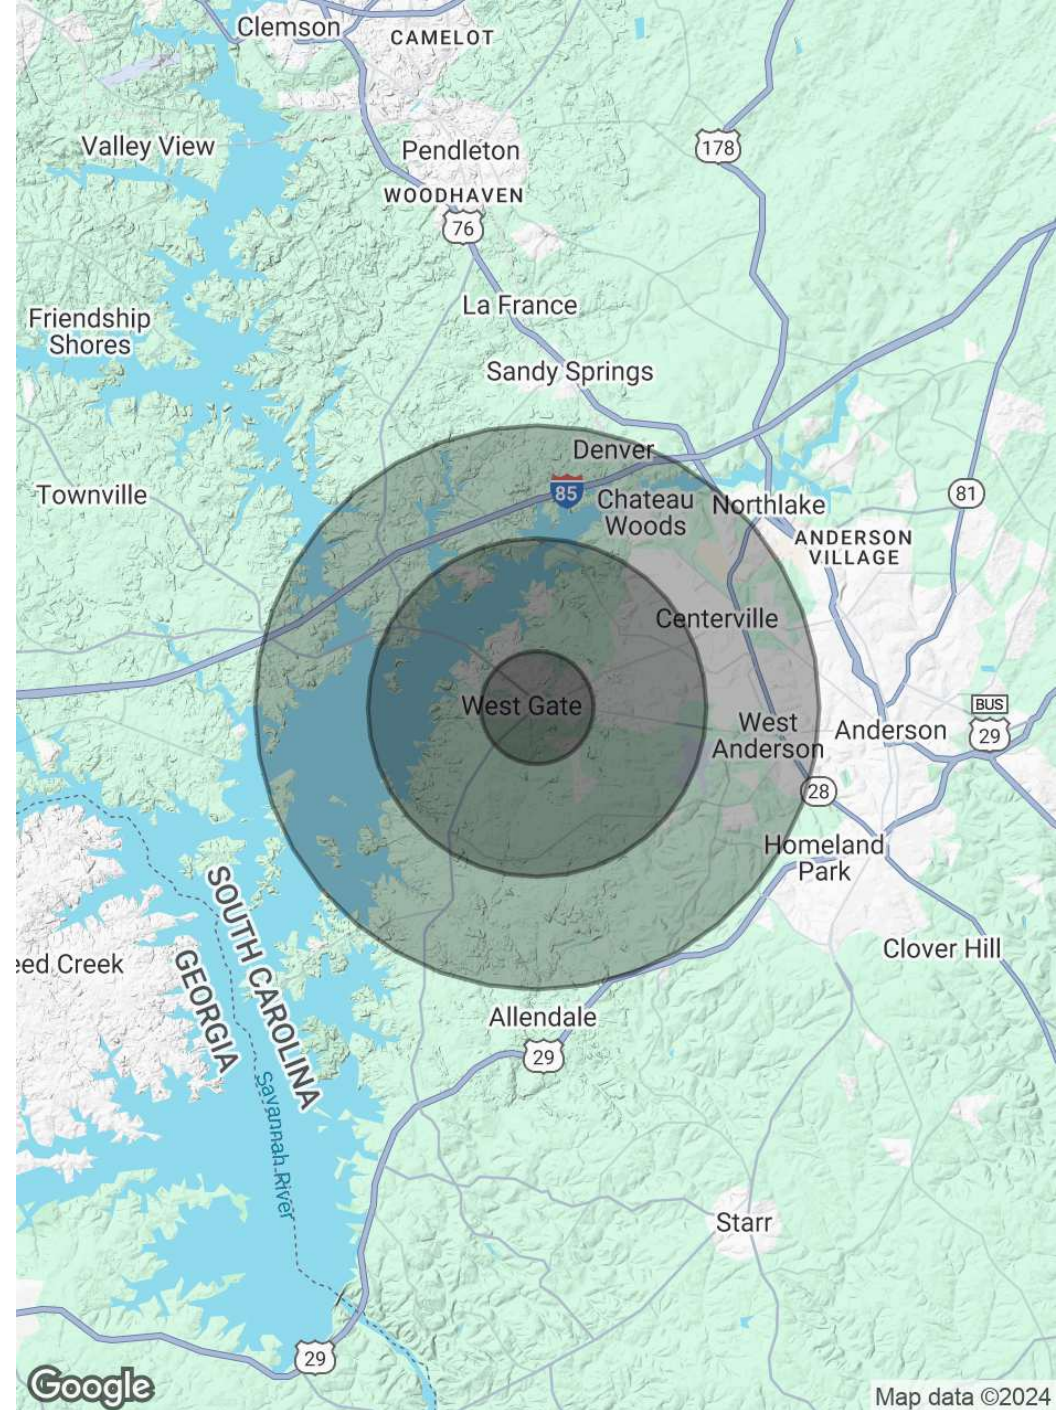 Clemson
CAMELOT
178
Valley View
Pendleton
WOODHAVEN
76
La France
Friendship
Shores
Sandy Springs
Denver
85
Townville
Chateau
Woods
Northlake
81
ANDERSON
VILLAGE
Centerville
West Gate
West
Anderson
Anderson
BUS
29
28
Homeland
Park
SOUTH CAROLINA
GEORGIA
eed Creek
Clover Hill
Allendale
29
Savannah River
Starr
29
Google
Map data ©2024